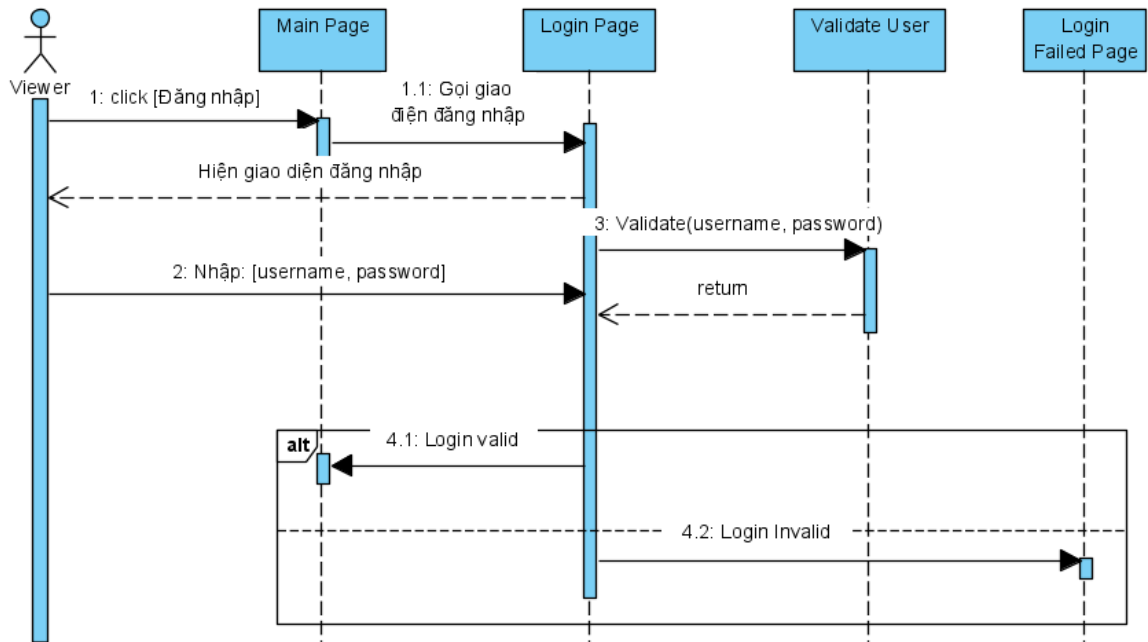 Main Page
Login Page
Validate User
Login
Failed Page
Viewer
1: click [Đăng nhập]
1.1: Gọi giao
điện đăng nhập
Hiện giao diện đăng nhập
3: Validate(username, password)
2: Nhập: [username, password]
return
alt
4.1: Login valid
4.2: Login Invalid